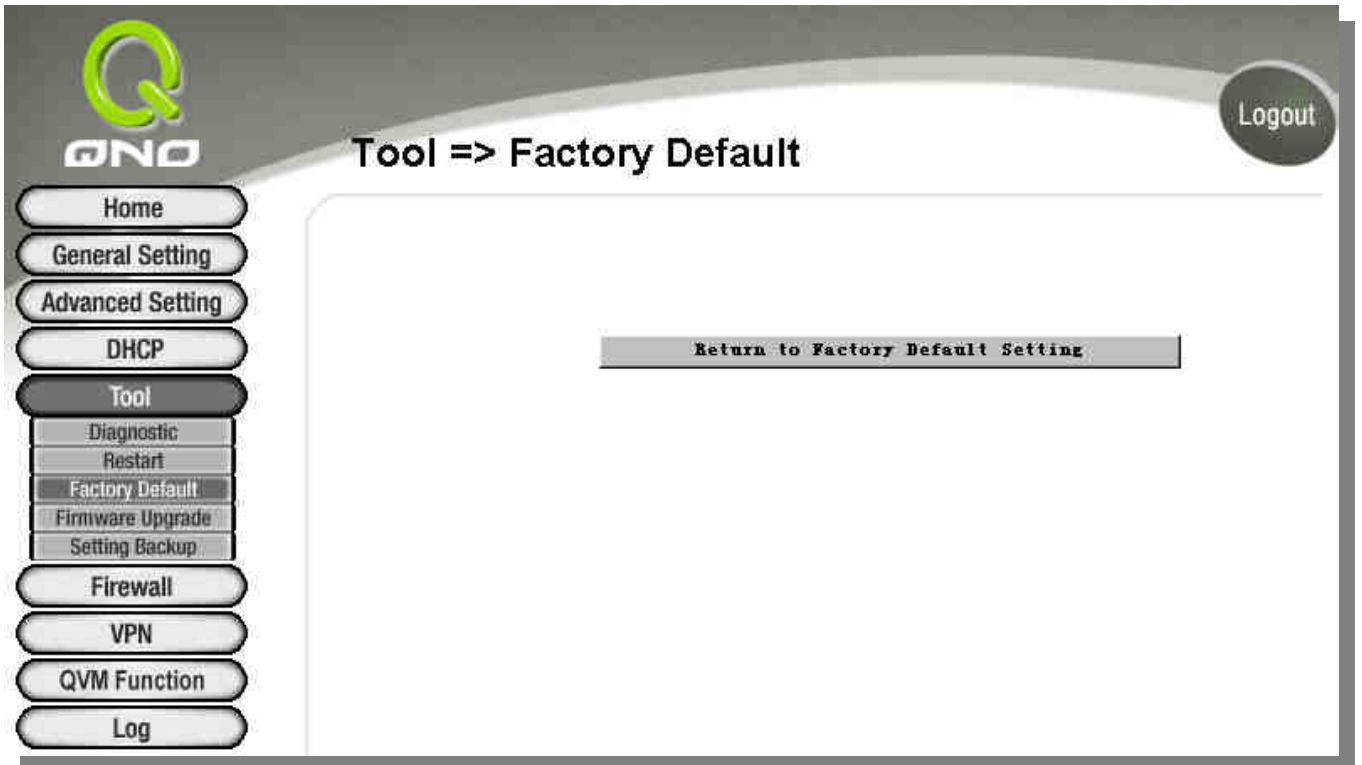 QNO
Logout
Tool => Factory Default
Home
General Setting
Advanced Setting
DHCP
Tool
Diagnostic
Restart
Factory Default
Firmware Upgrade
Setting Backup
Firewall
VPN
QVM Function
Log
Return to Factory Default Setting